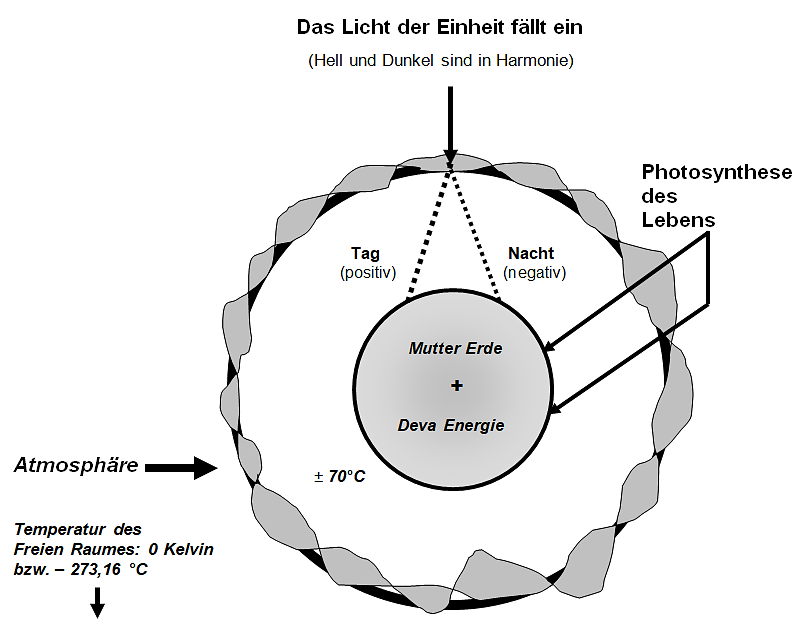 Das Licht der Einheit fällt ein
(Hell und Dunkel sind in Harmonie)
Photosynthese
des
Lebens
Tag
(positiv)
Nacht
(negativ)
Mutter Erde
+
Deva Energie
Atmosphäre
± 70°C
Temperatur des
Freien Raumes: 0 Kelvin
bzw. – 273,16 °C